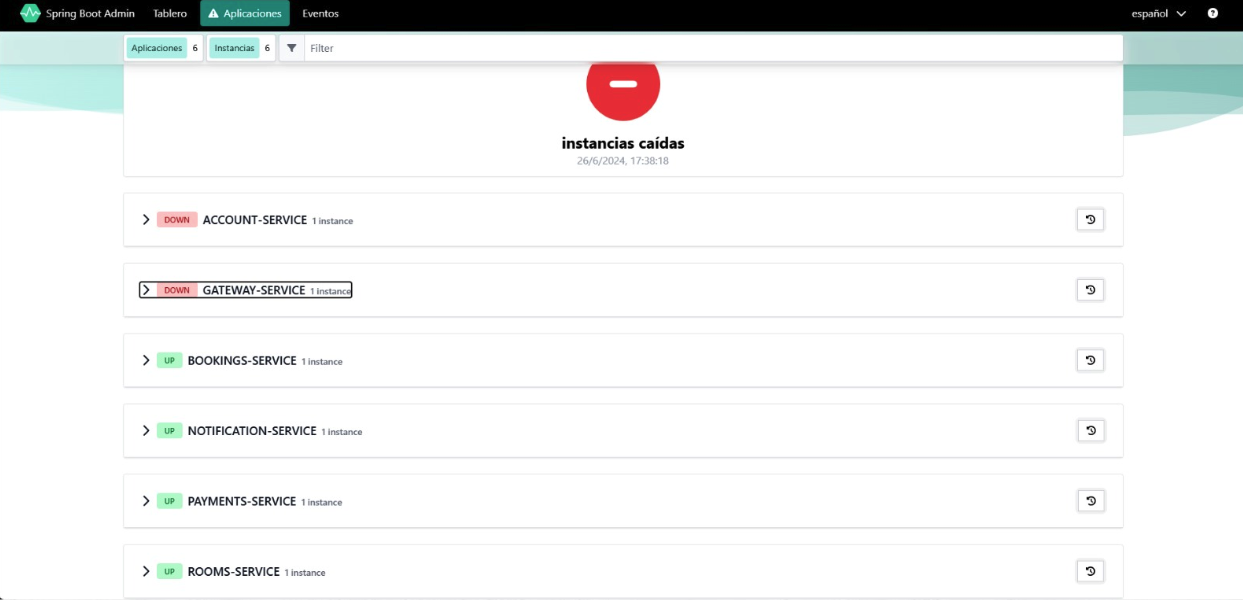 Spring Boot Admin Tablero Aplicaciones Eventos español
Aplicaciones 6 Instancias 6 Filter
instancias caídas
26/6/2024, 17:38:18
DOWN ACCOUNT-SERVICE 1 instance
DOWN GATEWAY-SERVICE 1 instance
UP BOOKINGS-SERVICE 1 instance
UP NOTIFICATION-SERVICE 1 instance
UP PAYMENTS-SERVICE 1 instance
UP ROOMS-SERVICE 1 instance